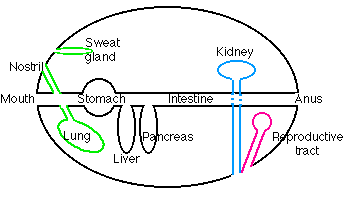 Sweat
gland
Kidney
Nostril
Mouth
Stomach
Intestine
Anus
Lung
Pancreas
Reproductive
tract
Liver